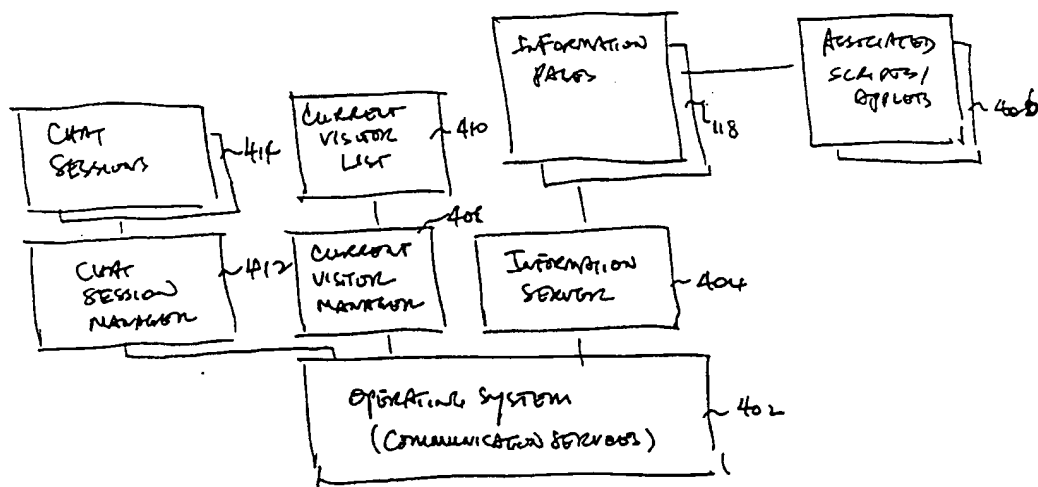 INFORMATION
PAGES
118
ASSOCIATED
SCRIPTS/
APPLETS
406
CHAT
SESSIONS
414
CURRENT
VISITOR
LIST
410
CHAT
SESSION
MANAGER
412
CURRENT
VISITOR
MANAGER
408
INFORMATION
SERVER
404
OPERATING SYSTEM
(COMMUNICATION SERVICES)
402